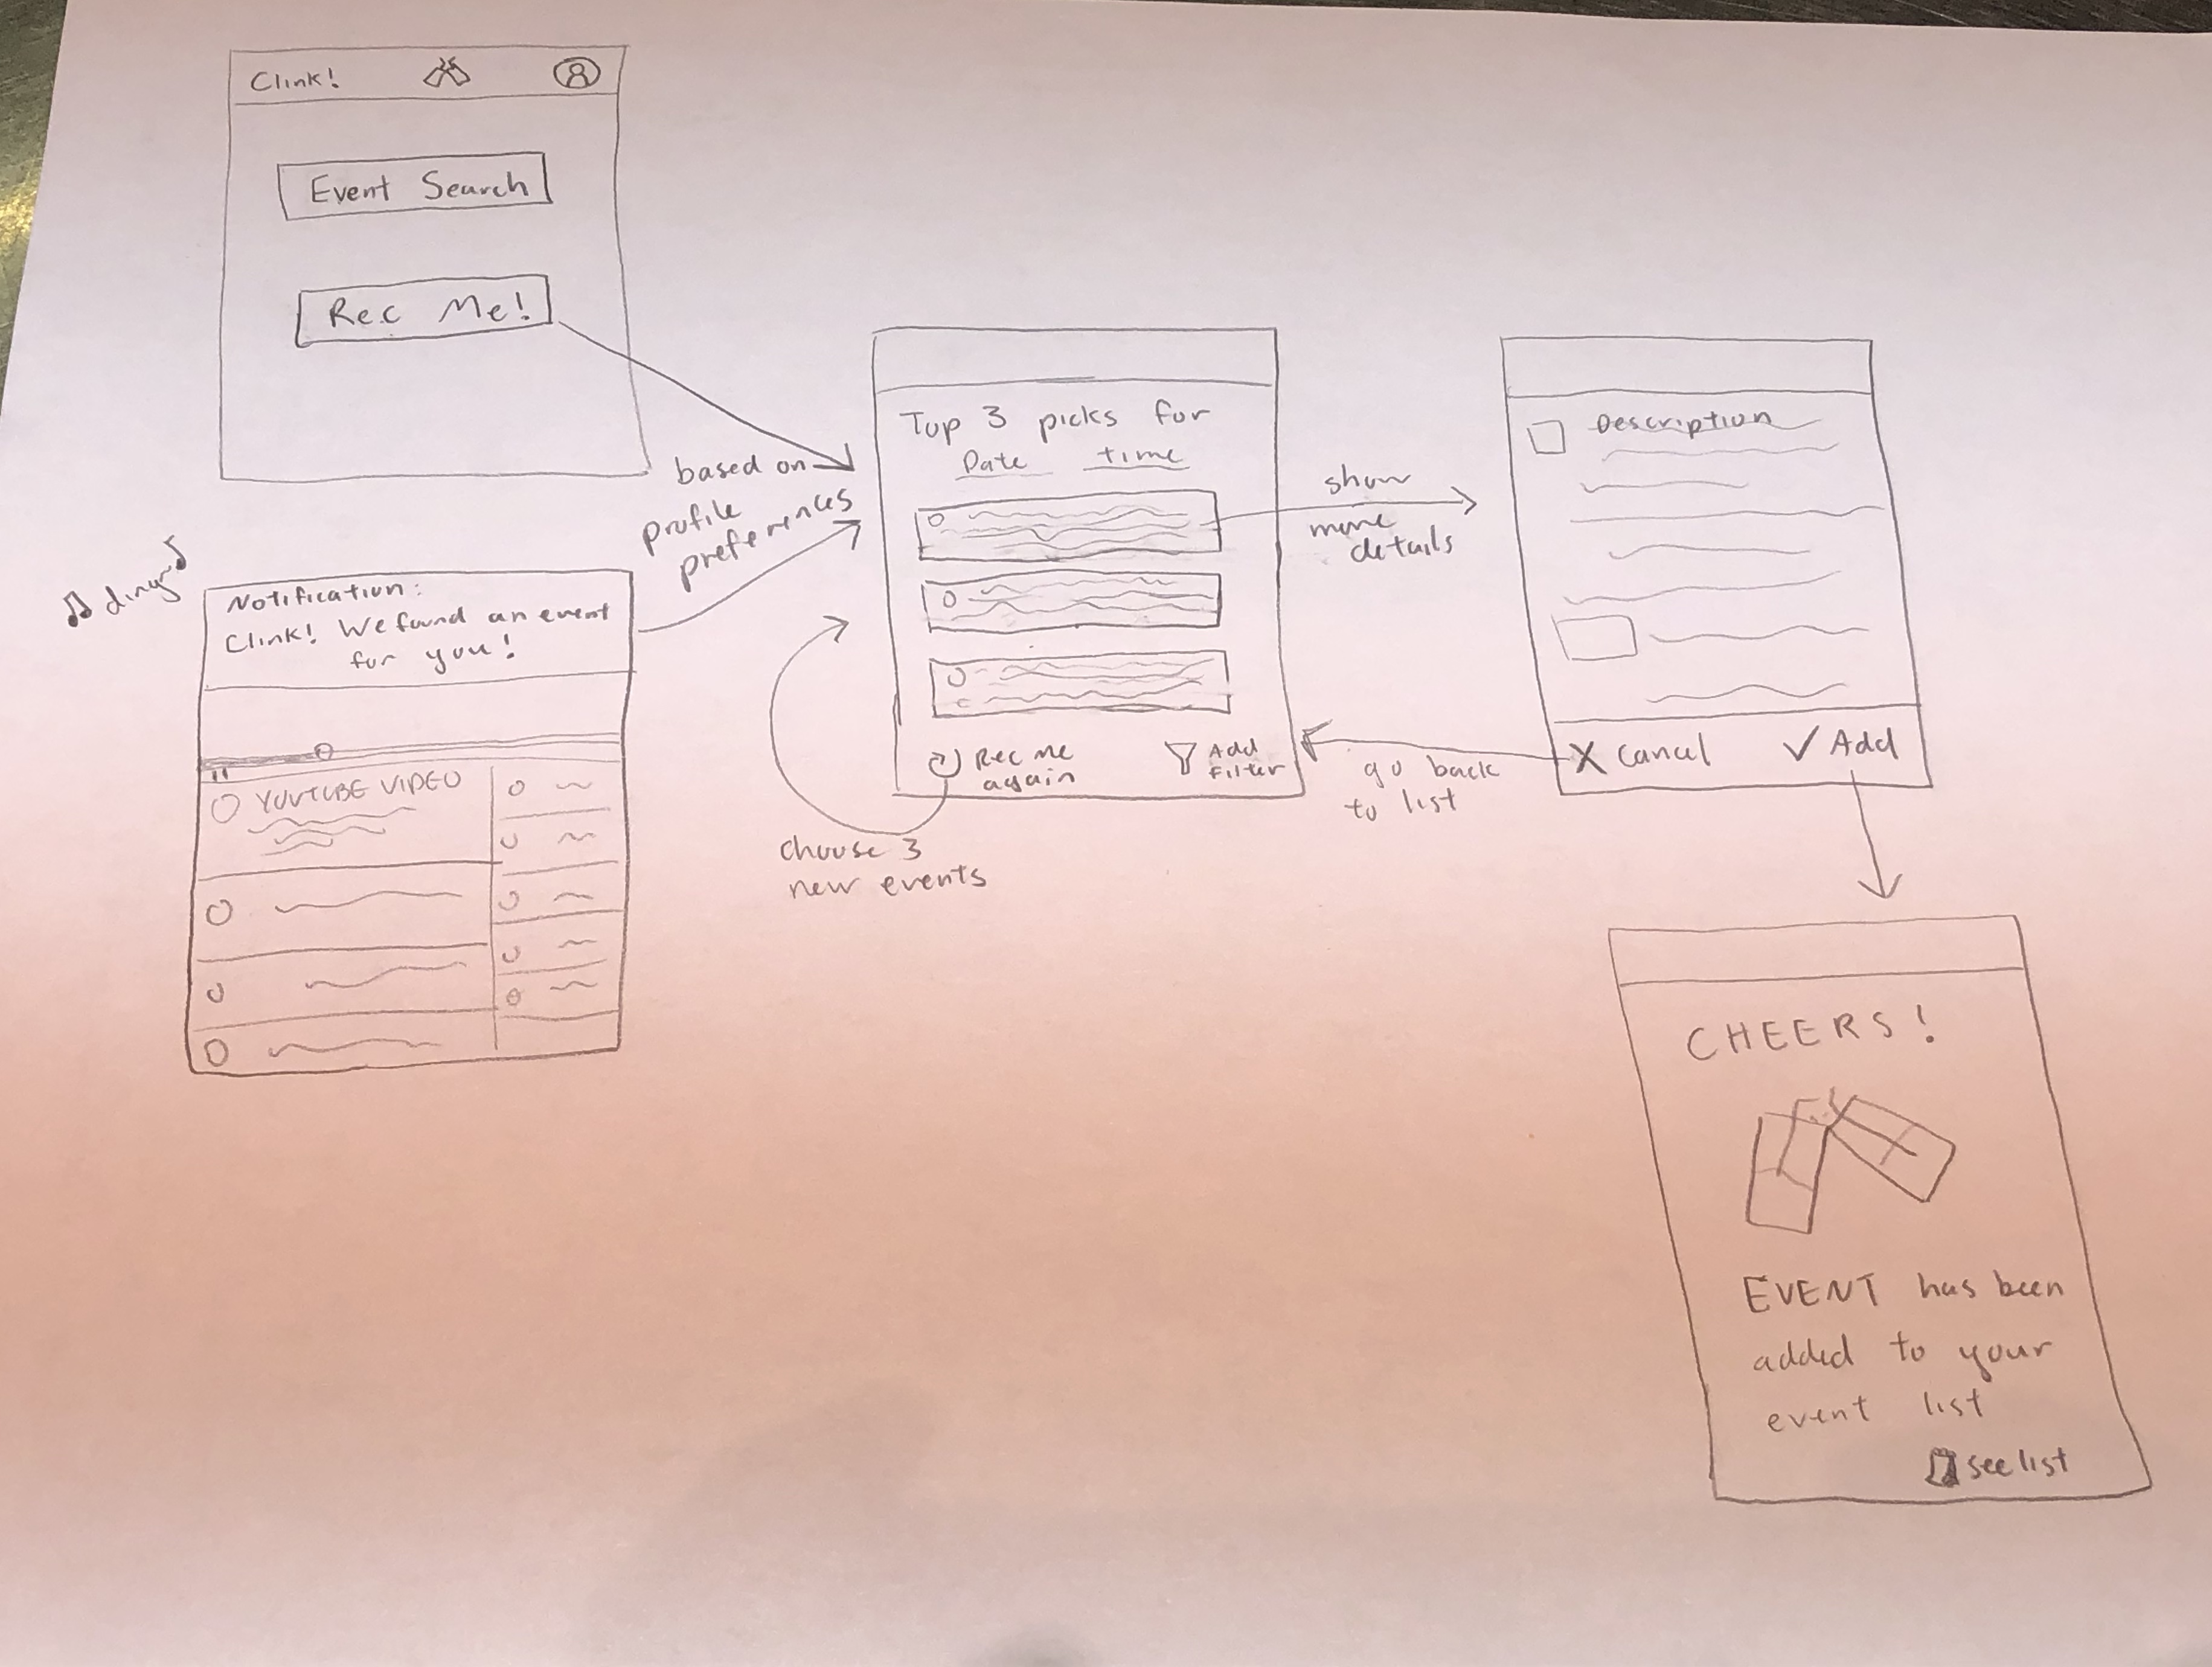 Clink!
Event Search
Rec Me!
based on
profile
preferences
ding
Notification:
Clink! We found an event
for you!
YOUTUBE VIDEO
Top 3 picks for
Date time
Rec me
again
Add
filter
choose 3
new events
show
more
details
Description
X Cancel
✓ Add
go back
to list
CHEERS!
EVENT has been
added to your
event list
see list